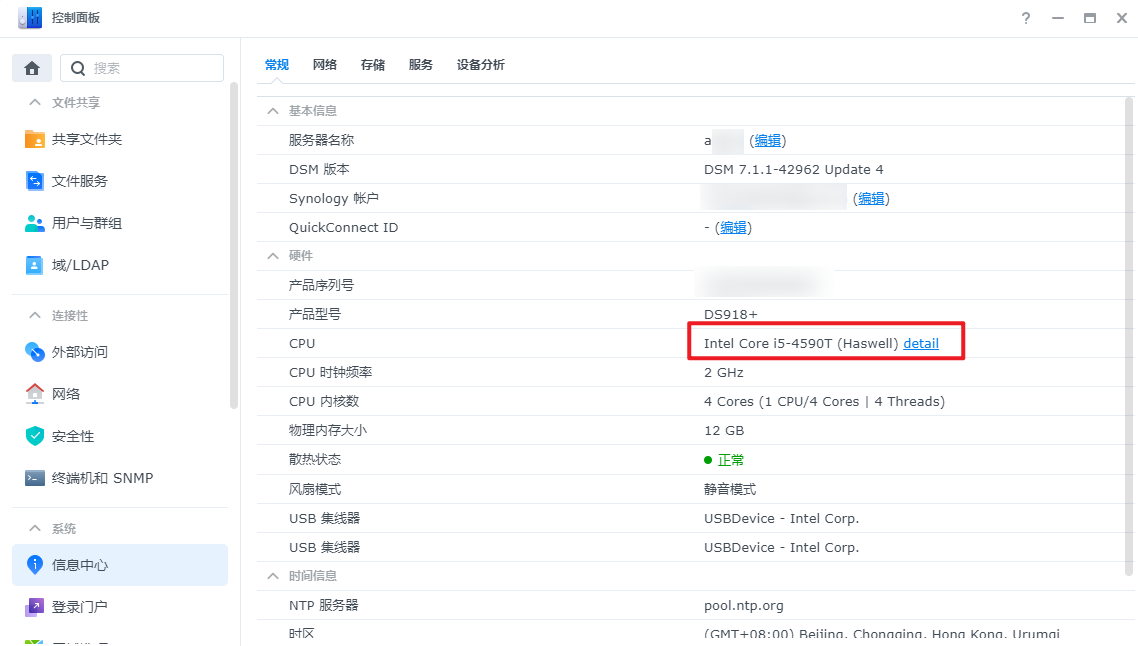 控制面板
?
搜索
文件共享
共享文件夹
文件服务
用户与群组
域/LDAP
连接性
外部访问
网络
安全性
终端机和 SNMP
系统
信息中心
登录门户
常规 网络 存储 服务 设备分析
基本信息
服务器名称 a (编辑)
DSM 版本 DSM 7.1.1-42962 Update 4
Synology 帐户 (编辑)
QuickConnect ID - (编辑)
硬件
产品序列号
产品型号 DS918+
CPU Intel Core i5-4590T (Haswell) detail
CPU 时钟频率 2 GHz
CPU 内核数 4 Cores (1 CPU/4 Cores | 4 Threads)
物理内存大小 12 GB
散热状态 正常
风扇模式 静音模式
USB 集线器 USBDevice - Intel Corp.
USB 集线器 USBDevice - Intel Corp.
时间信息
NTP 服务器 pool.ntp.org
时区 (GMT+08:00) Beijing, Chongqing, Hong Kong, Urumqi